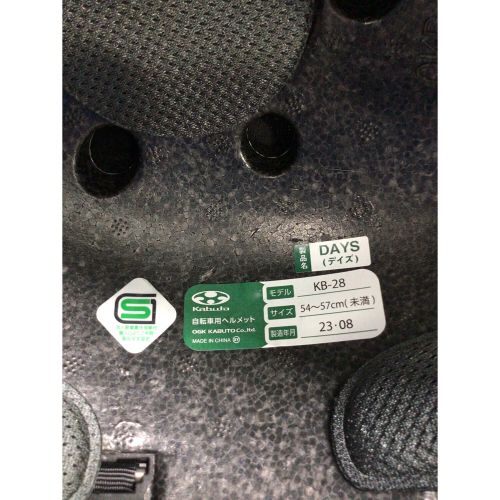 製品名
DAYS
(デイズ)
Kabuto
自転車用ヘルメット
OGK KABUTO Co.,Ltd.
MADE IN CHINA
モデル KB-28
サイズ 54～57cm(未満)
製造年月 23・08